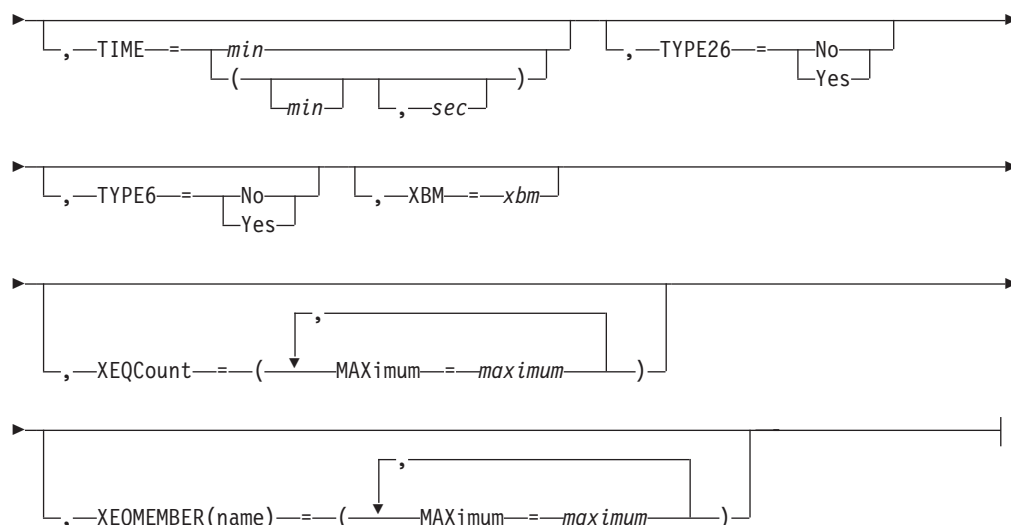 , TIME = min , TYPE26 = No
( ) Yes
min , sec
, TYPE6 = No , XBM = xbm
Yes
,
, XEQCount = ( MAXimum = maximum )
,
, XEQMEMBER(name) = ( MAXimum = maximum )